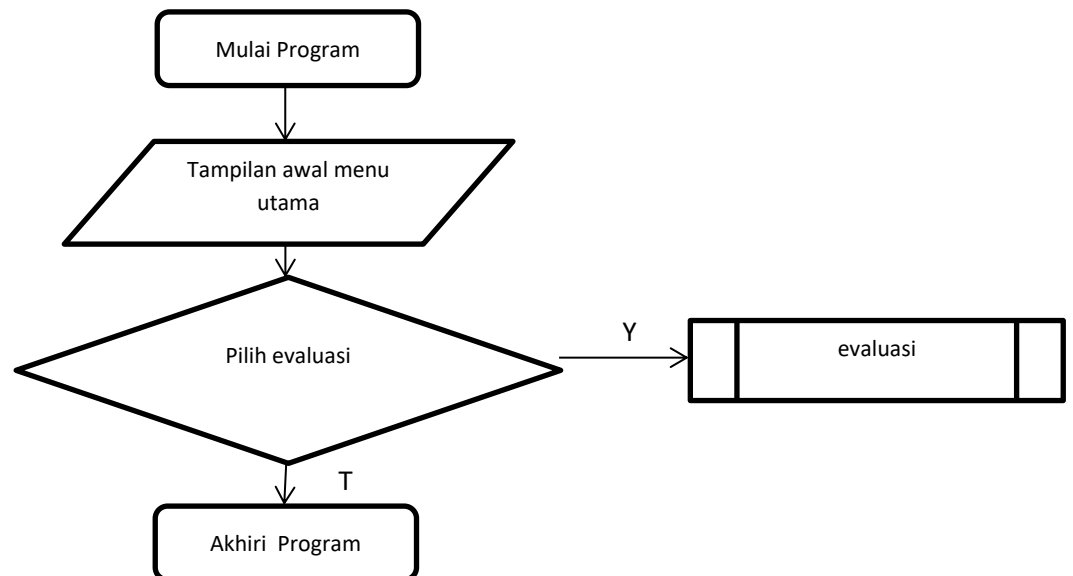 Mulai Program
Tampilan awal menu
utama
Pilih evaluasi
Y
evaluasi
T
Akhiri  Program